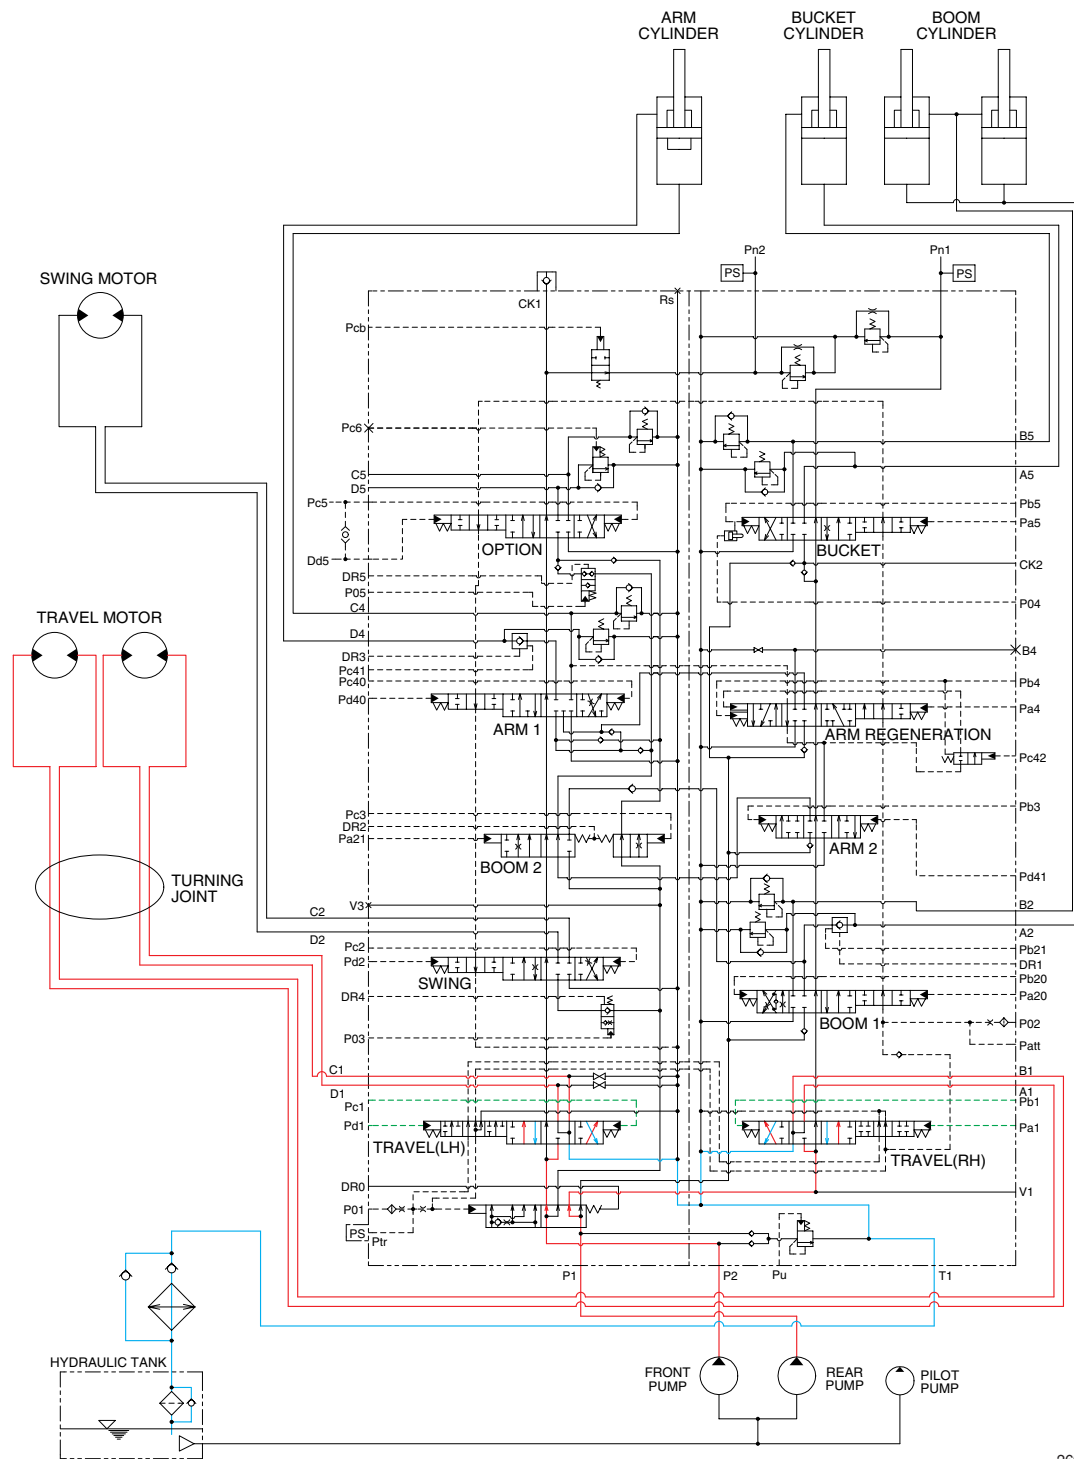 ARM
CYLINDER
BUCKET
CYLINDER
BOOM
CYLINDER
Pn2
Pn1
PS
PS
SWING MOTOR
CK1
Rs
Pcb
Pc6
B5
C5
A5
D5
Pc5
Pb5
Pa5
OPTION
BUCKET
Dd5
CK2
DR5
P05
P04
C4
TRAVEL MOTOR
D4
B4
DR3
Pc41
Pc40
Pb4
Pd40
Pa4
ARM 1
ARM REGENERATION
Pc42
Pc3
Pb3
DR2
Pa21
ARM 2
BOOM 2
TURNING
JOINT
Pd41
V3
B2
C2
A2
D2
Pc2
Pb21
Pd2
DR1
Pb20
SWING
Pa20
DR4
BOOM 1
P02
P03
Patt
C1
B1
D1
A1
Pc1
Pb1
Pd1
Pa1
TRAVEL(LH)
TRAVEL(RH)
DR0
V1
P01
PS
Ptr
P1
P2
Pu
T1
HYDRAULIC TANK
FRONT
PUMP
REAR
PUMP
PILOT
PUMP